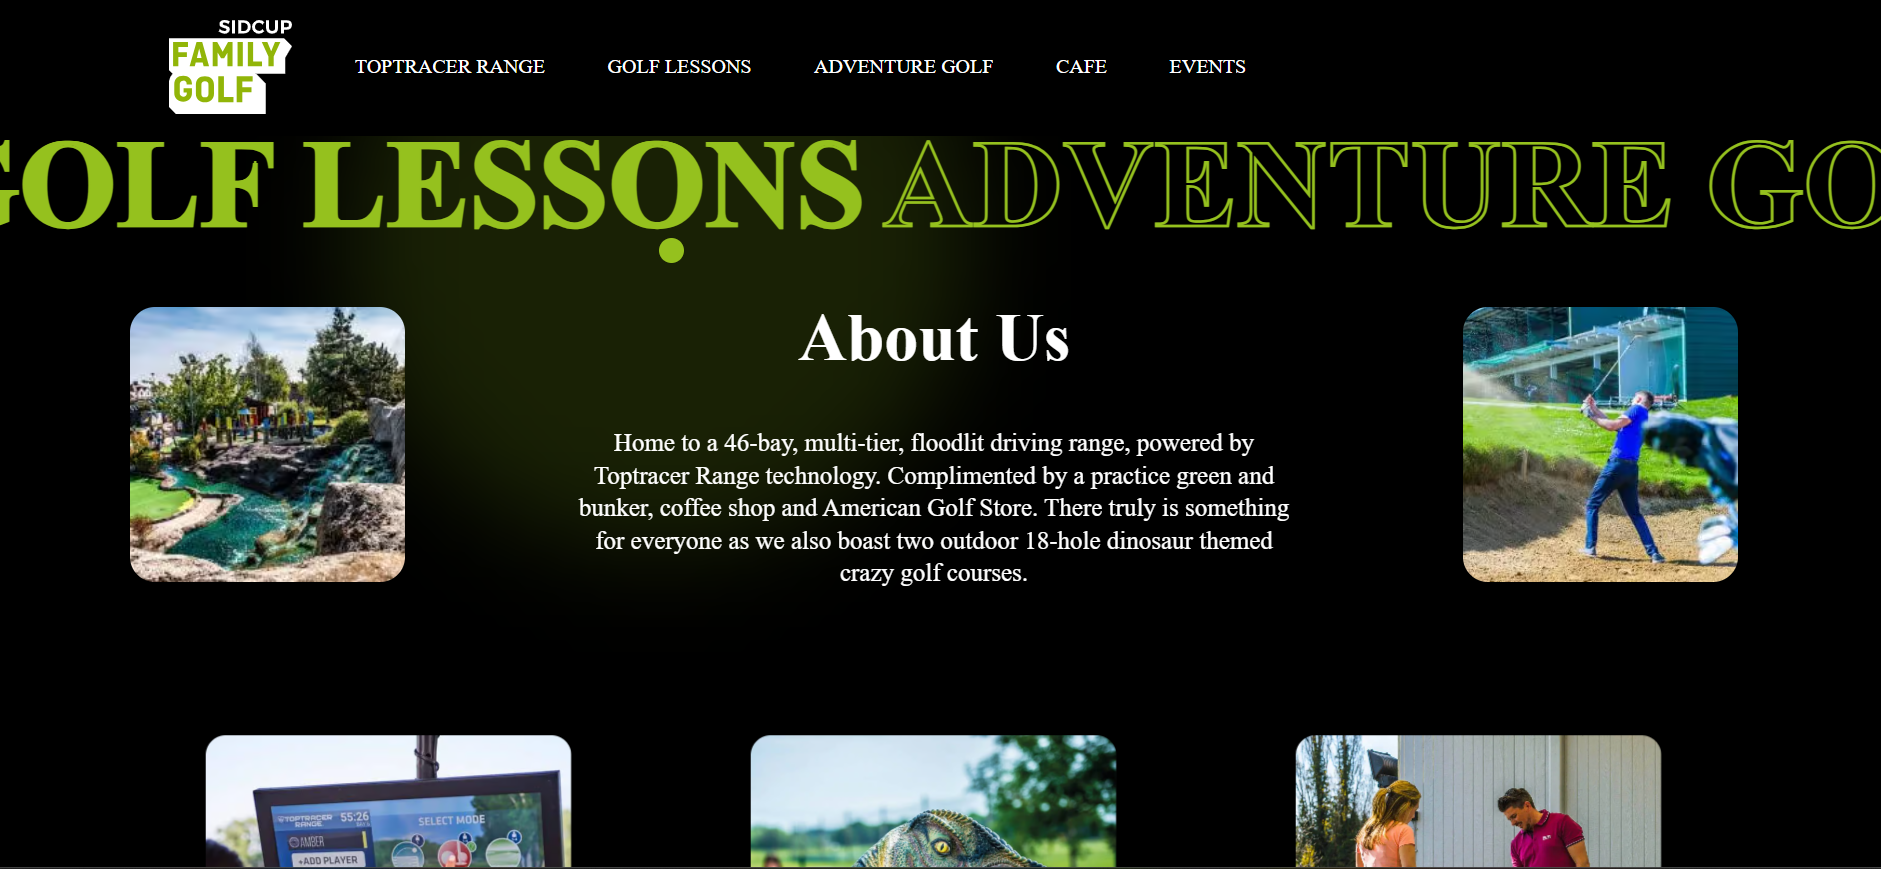 SIDCUP
FAMILY
GOLF
TOPTRACER RANGE
GOLF LESSONS
ADVENTURE GOLF
CAFE
EVENTS
GOLF LESSONS ADVENTURE GO
About Us
Home to a 46-bay, multi-tier, floodlit driving range, powered by
Toptracer Range technology. Complimented by a practice green and
bunker, coffee shop and American Golf Store. There truly is something
for everyone as we also boast two outdoor 18-hole dinosaur themed
crazy golf courses.
TOPTRACER
RANGE
55:26
SELECT MODE
AMBER
+ADD PLAYER